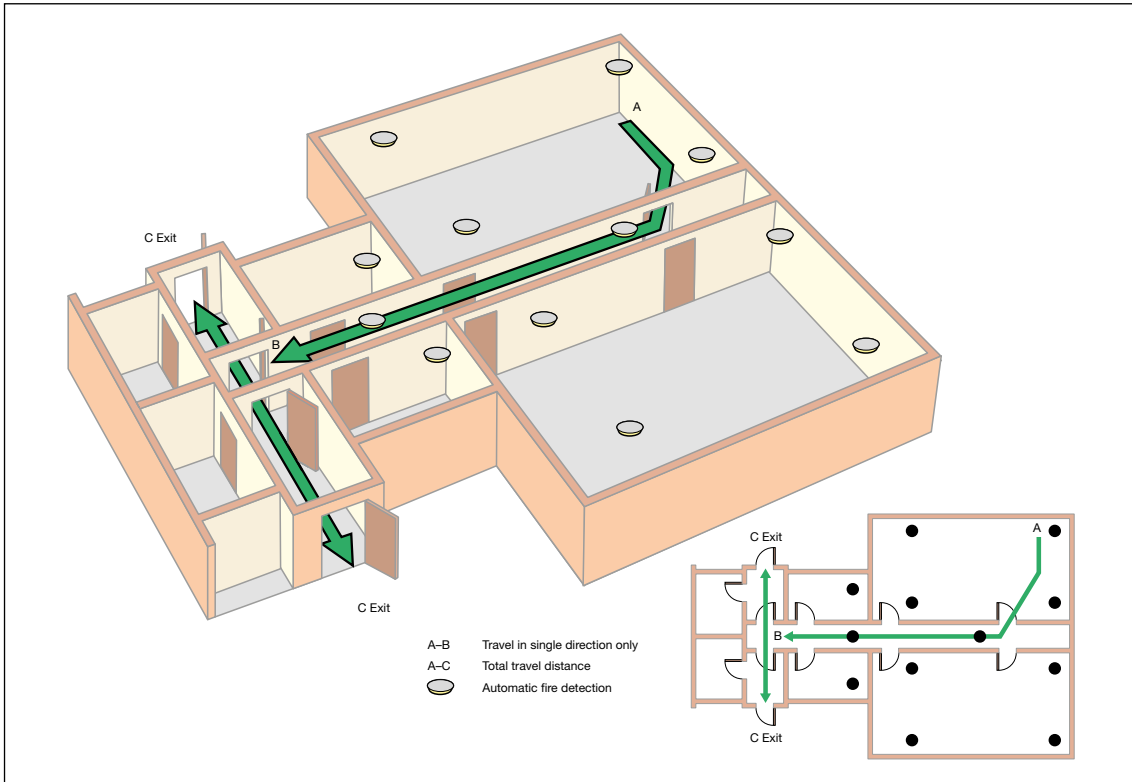 A
C Exit
B
C Exit
A–B Travel in single direction only
A–C Total travel distance
Automatic fire detection
C Exit
A
B
C Exit